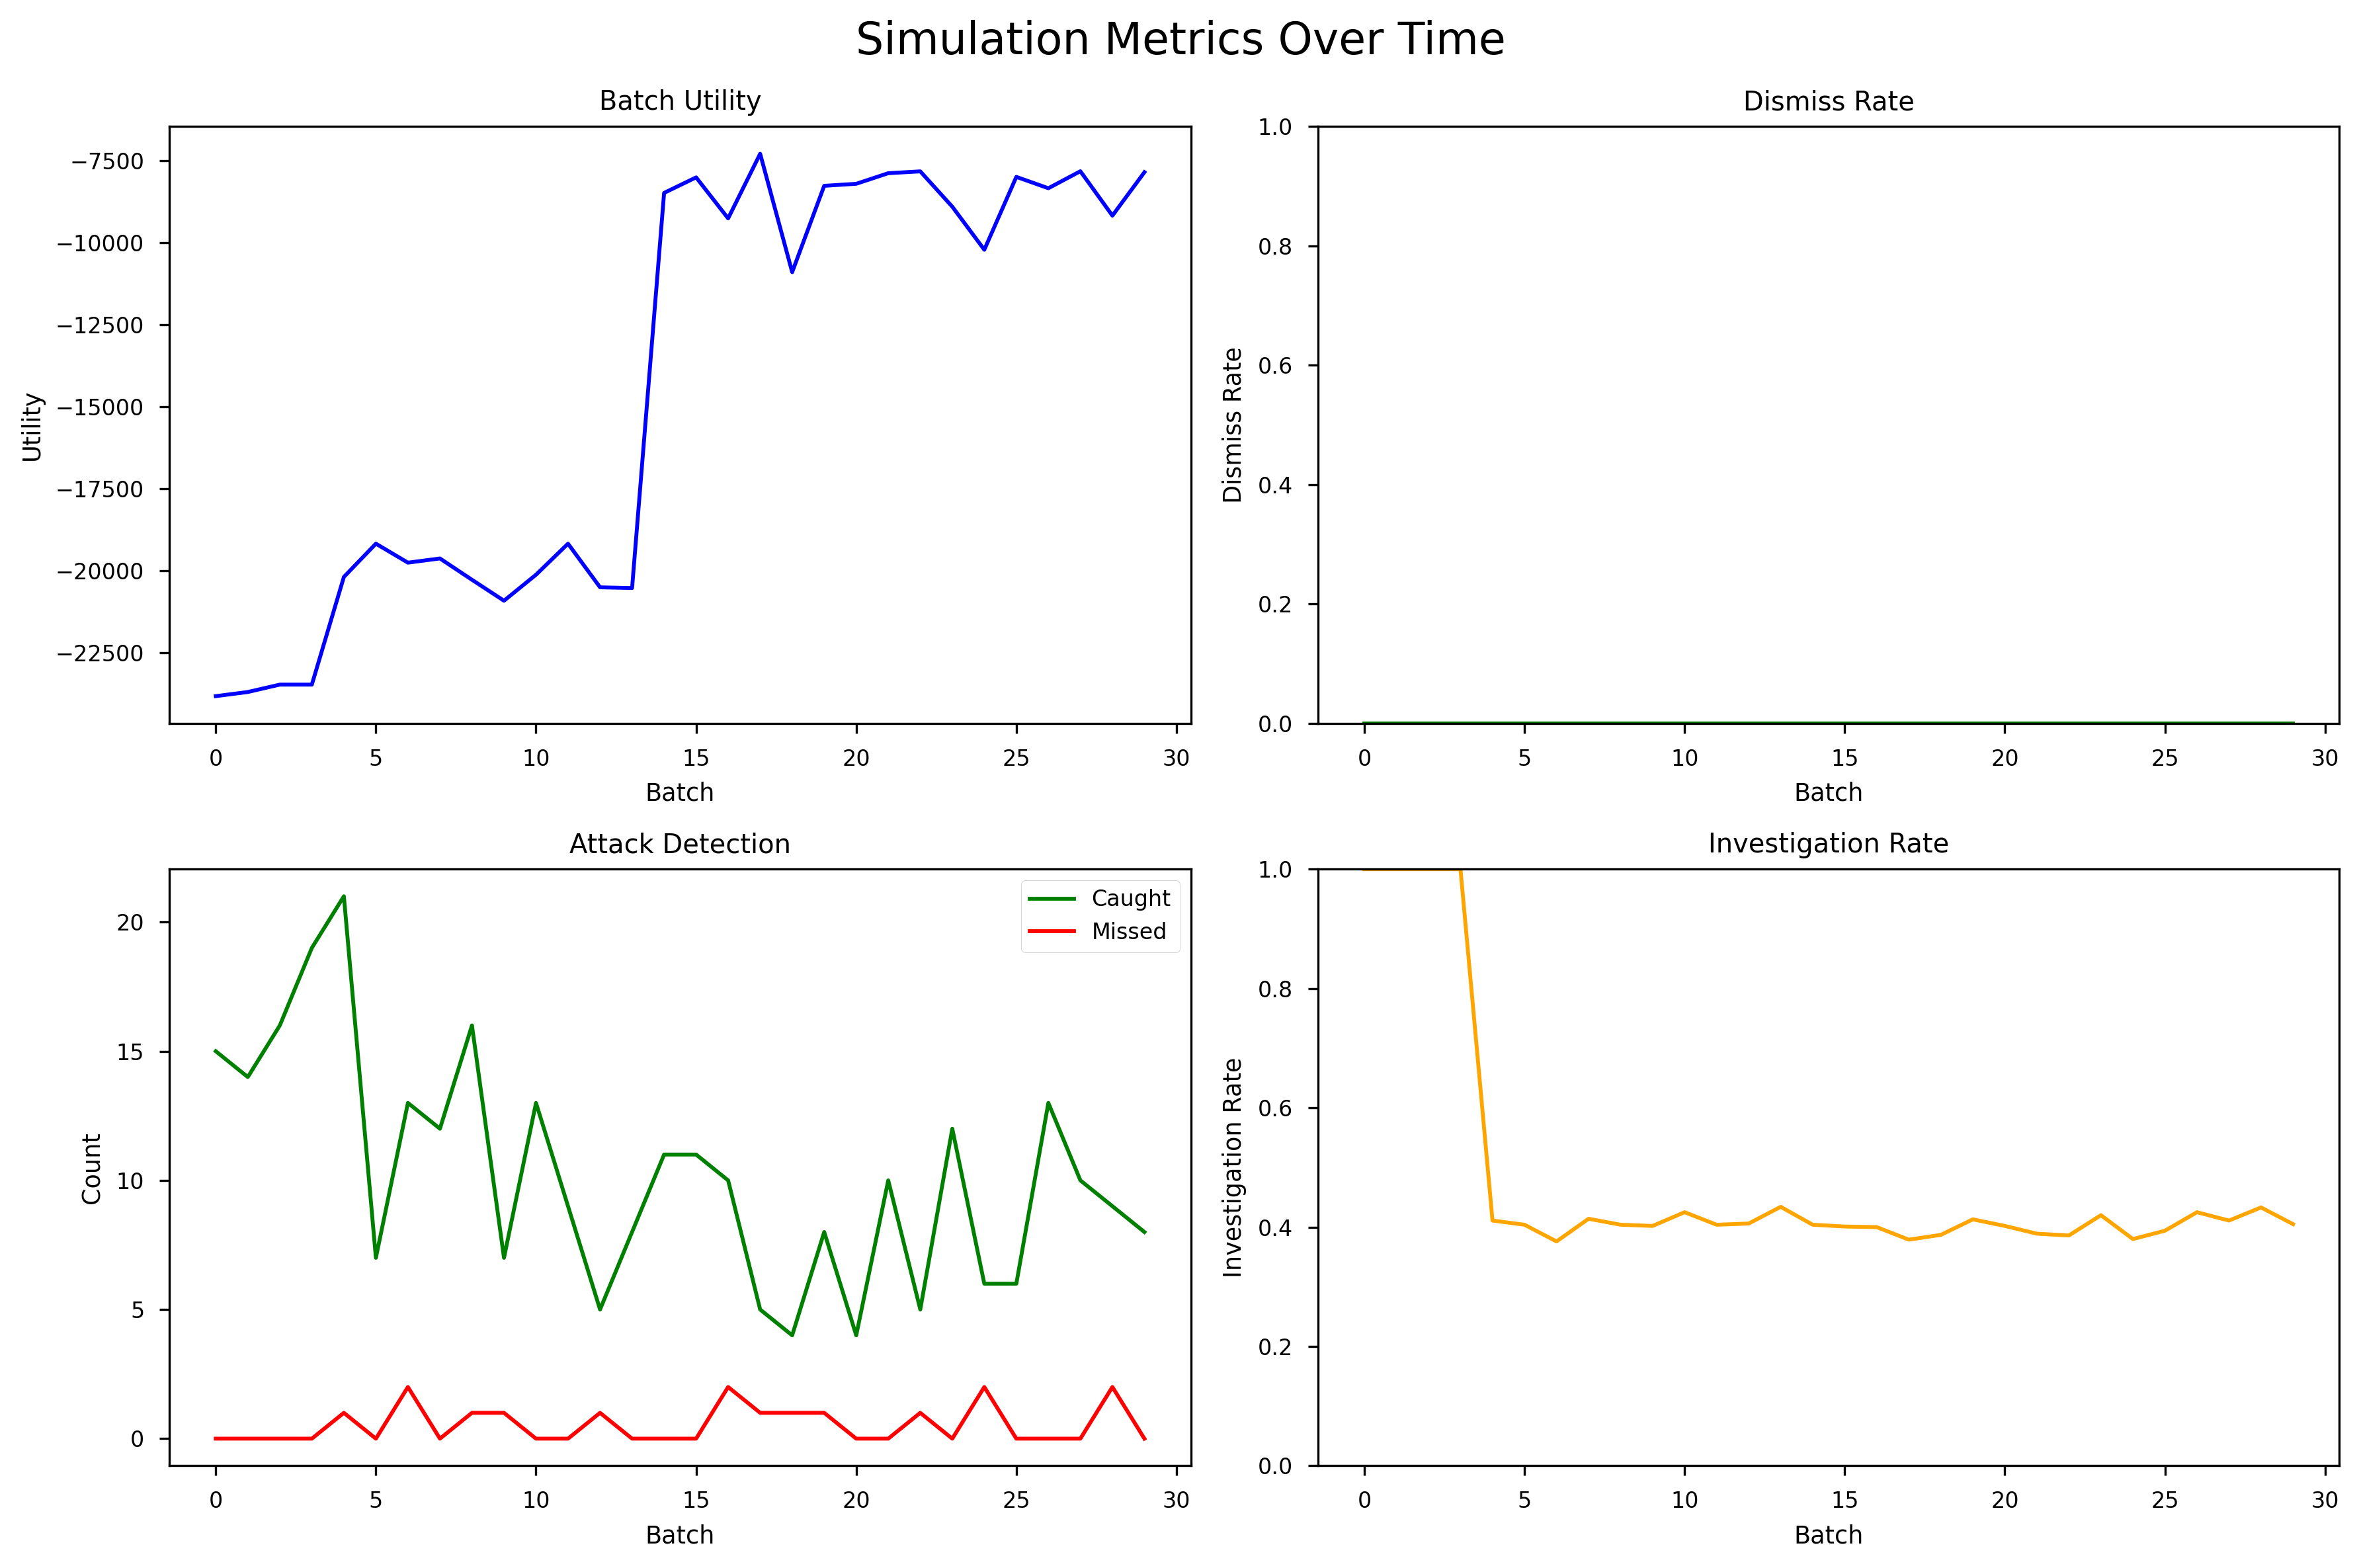 Simulation Metrics Over Time
Batch Utility
Utility
−7500
−10000
−12500
−15000
−17500
−20000
−22500
0 5 10 15 20 25 30
Batch
Dismiss Rate
Dismiss Rate
1.0
0.8
0.6
0.4
0.2
0.0
0 5 10 15 20 25 30
Batch
Attack Detection
Count
20
15
10
5
0
Caught
Missed
0 5 10 15 20 25 30
Batch
Investigation Rate
Investigation Rate
1.0
0.8
0.6
0.4
0.2
0.0
0 5 10 15 20 25 30
Batch